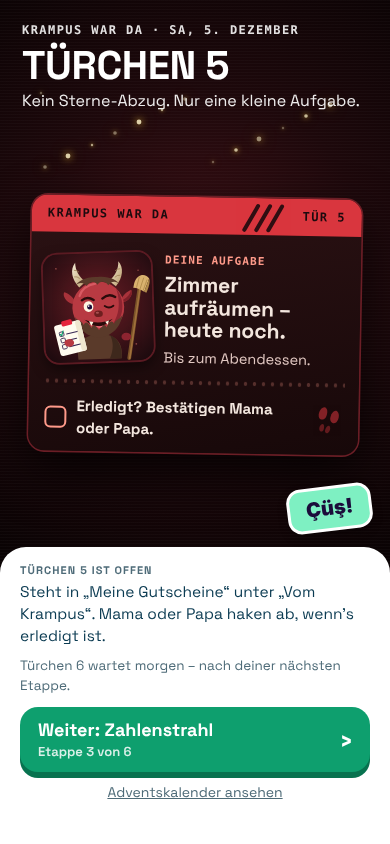 KRAMPUS WAR DA · SA, 5. DEZEMBER
TÜRCHEN 5
Kein Sterne-Abzug. Nur eine kleine Aufgabe.
KRAMPUS WAR DA
TÜR 5
DEINE AUFGABE
Zimmer
aufräumen –
heute noch.
Bis zum Abendessen.
Erledigt? Bestätigen Mama
oder Papa.
Çüş!
TÜRCHEN 5 IST OFFEN
Steht in „Meine Gutscheine“ unter „Vom
Krampus“. Mama oder Papa haken ab, wenn’s
erledigt ist.
Türchen 6 wartet morgen – nach deiner nächsten
Etappe.
Weiter: Zahlenstrahl
Etappe 3 von 6
>
Adventskalender ansehen